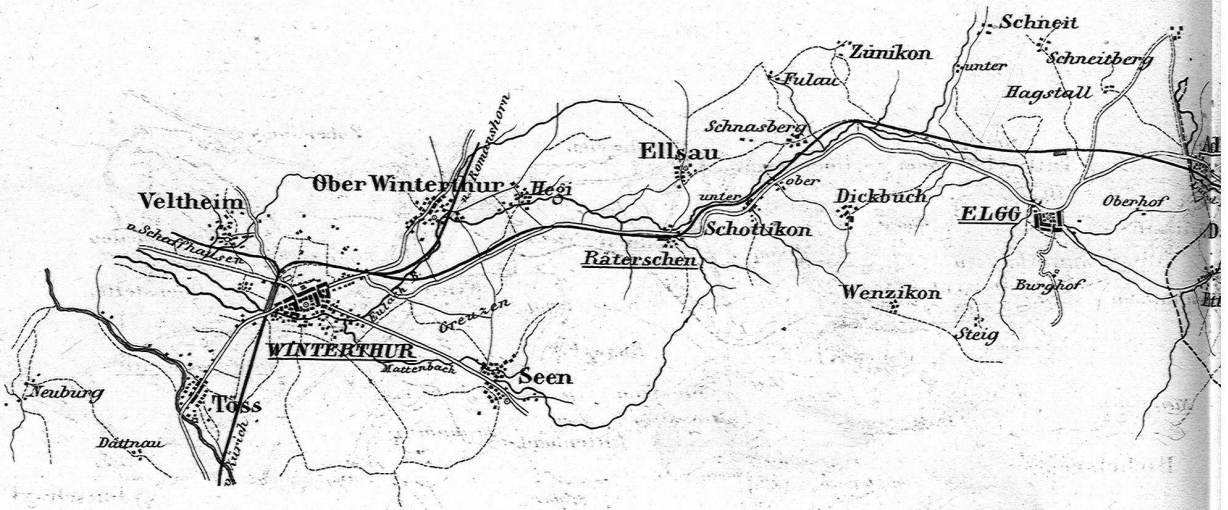 Schneit
Zünikon
Schneitberg
unter
Fulau
Hagstall
n. Romanshorn
Schnasberg
Ellsau
Ober Winterthur
Hegi
ober
unter
Dickbuch
Veltheim
Oberhof
ELGG
v. Schaffhausen
Schottikon
Räterschen
Burghof
Wenzikon
Eulach
Grenzen
Steig
WINTERTHUR
Mattenbach
Seen
Neuburg
Töss
Dättnau
v. Zürich